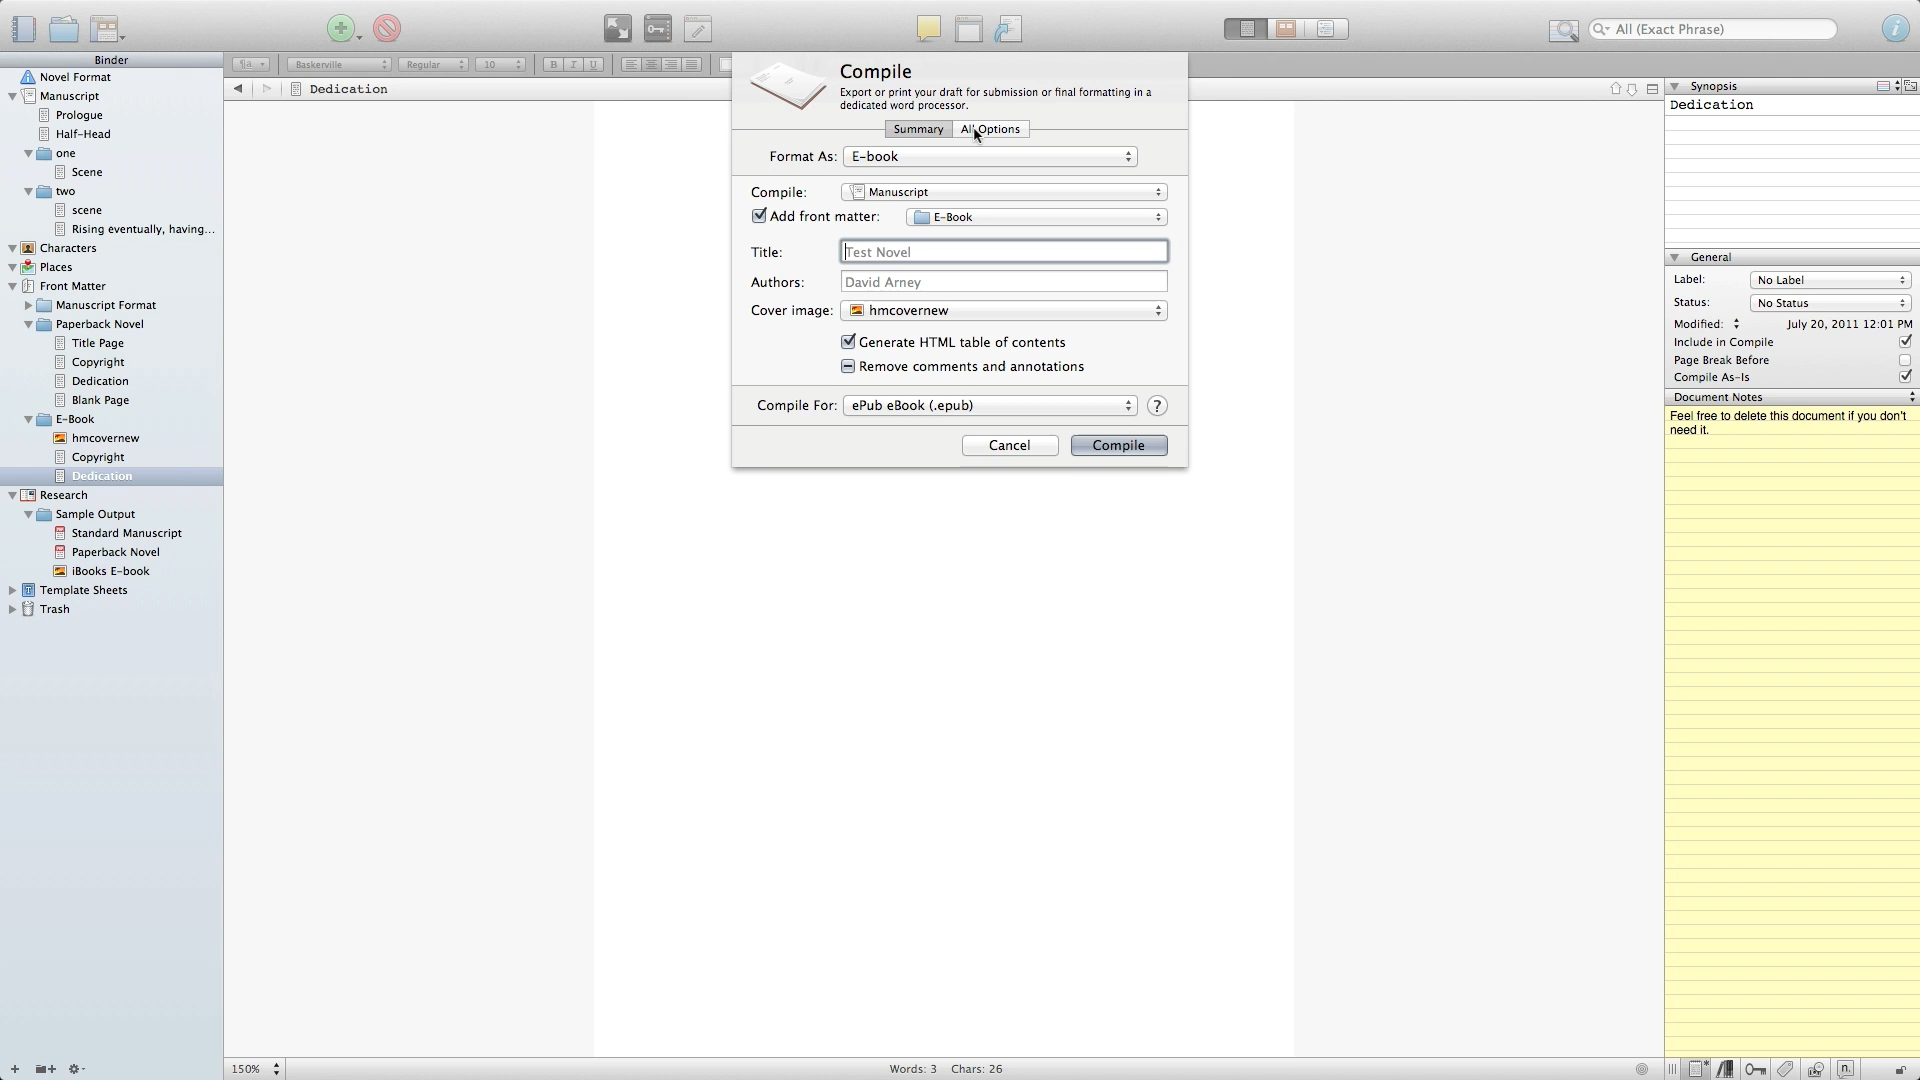 All (Exact Phrase)
Binder
Novel Format
Manuscript
Prologue
Half-Head
one
Scene
two
scene
Rising eventually, having...
Characters
Places
Front Matter
Manuscript Format
Paperback Novel
Title Page
Copyright
Dedication
Blank Page
E-Book
hmcovernew
Copyright
Dedication
Research
Sample Output
Standard Manuscript
Paperback Novel
iBooks E-book
Template Sheets
Trash
¶a
Baskerville
Regular
10
B I U
Dedication
Compile
Export or print your draft for submission or final formatting in a
dedicated word processor.
Summary
All Options
Format As: E-book
Compile: Manuscript
Add front matter: E-Book
Title: Test Novel
Authors: David Arney
Cover image: hmcovernew
Generate HTML table of contents
Remove comments and annotations
Compile For: ePub eBook (.epub) ?
Cancel
Compile
Synopsis
Dedication
General
Label: No Label
Status: No Status
Modified: July 20, 2011 12:01 PM
Include in Compile
Page Break Before
Compile As-Is
Document Notes
Feel free to delete this document if you don't
need it.
150%
Words: 3 Chars: 26
n.